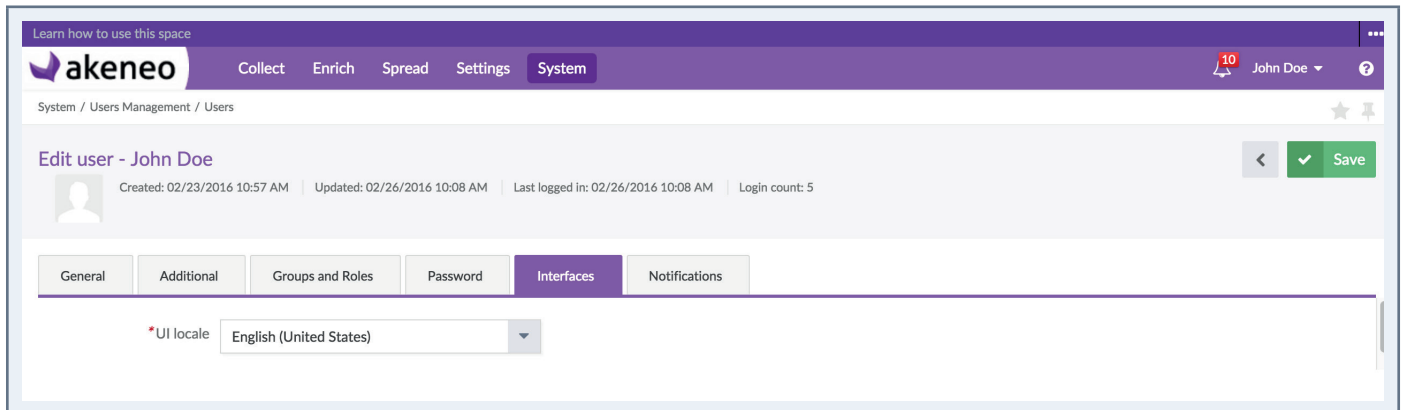 Learn how to use this space
akeneo Collect Enrich Spread Settings System 10 John Doe ?
System / Users Management / Users
Edit user - John Doe
Save
Created: 02/23/2016 10:57 AM Updated: 02/26/2016 10:08 AM Last logged in: 02/26/2016 10:08 AM Login count: 5
General Additional Groups and Roles Password Interfaces Notifications
*UI locale English (United States)